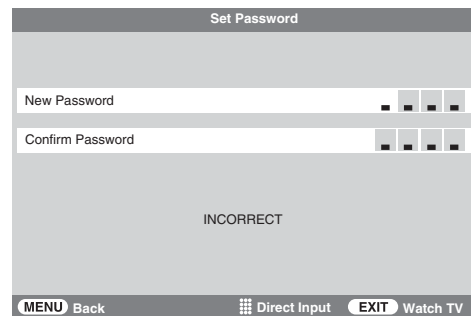 Set Password
New Password - - - -
Confirm Password - - - -
INCORRECT
MENU Back Direct Input EXIT Watch TV